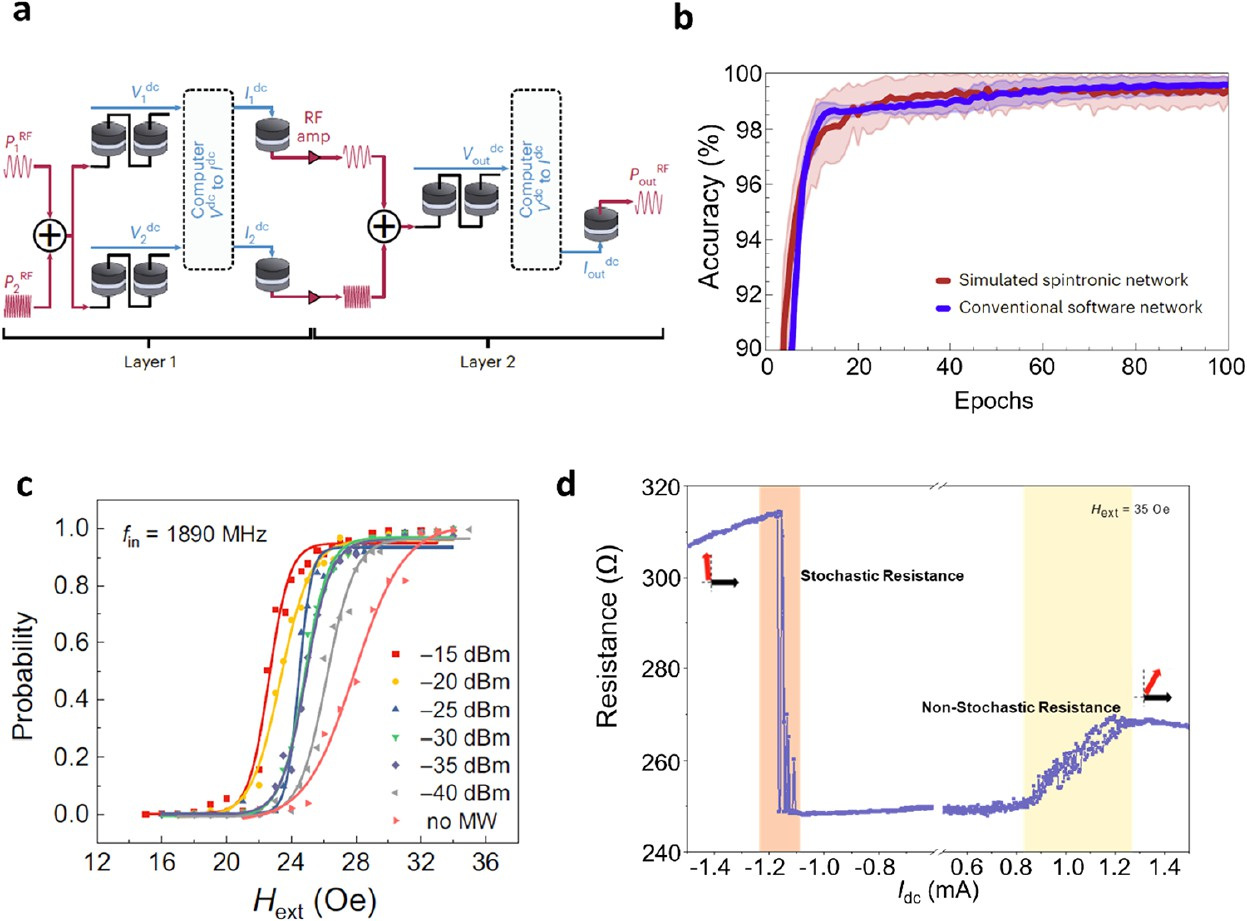 a
V₁ᵈᶜ
I₁ᵈᶜ
P₁ᴿᶠ
Computer
Vᵈᶜ to Iᵈᶜ
RF
amp
V₂ᵈᶜ
I₂ᵈᶜ
P₂ᴿᶠ
Vₒᵤₜᵈᶜ
Computer
Vᵈᶜ to Iᵈᶜ
Pₒᵤₜᴿᶠ
Iₒᵤₜᵈᶜ
Layer 1
Layer 2
b
100
98
96
94
92
90
Accuracy (%)
Simulated spintronic network
Conventional software network
0 20 40 60 80 100
Epochs
c
fin = 1890 MHz
1.0
0.8
0.6
0.4
0.2
0.0
Probability
−15 dBm
−20 dBm
−25 dBm
−30 dBm
−35 dBm
−40 dBm
no MW
12 16 20 24 28 32 36
Hext (Oe)
d
320
300
280
260
240
Resistance (Ω)
Hext = 35 Oe
Stochastic Resistance
Non-Stochastic Resistance
-1.4 -1.2 -1.0 -0.8 0.6 0.8 1.0 1.2 1.4
Idc (mA)